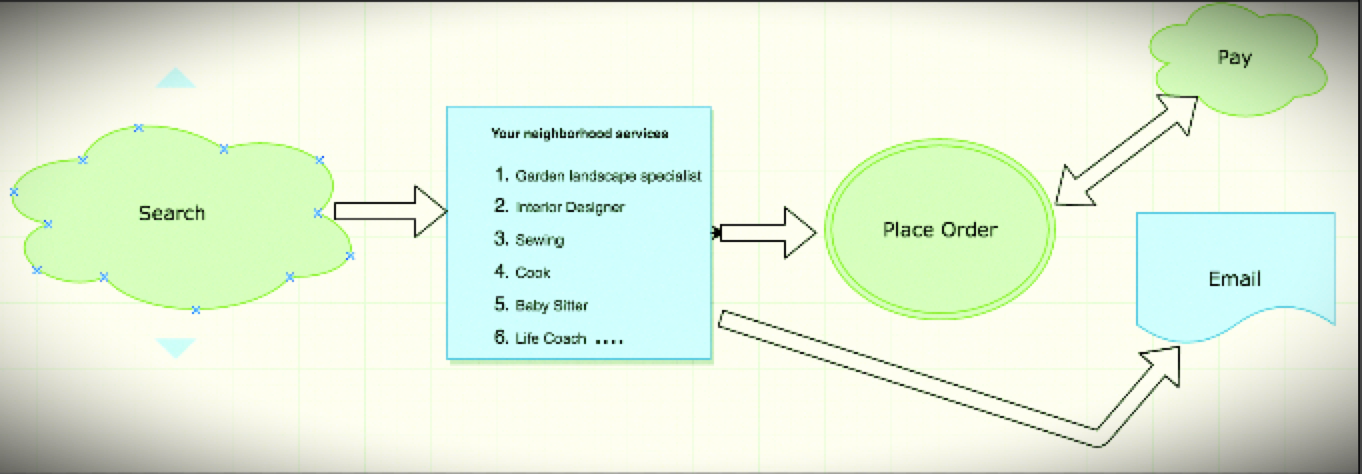 Search
Your neighborhood services
1. Garden landscape specialist
2. Interior Designer
3. Sewing
4. Cook
5. Baby Sitter
6. Life Coach ....
Place Order
Pay
Email